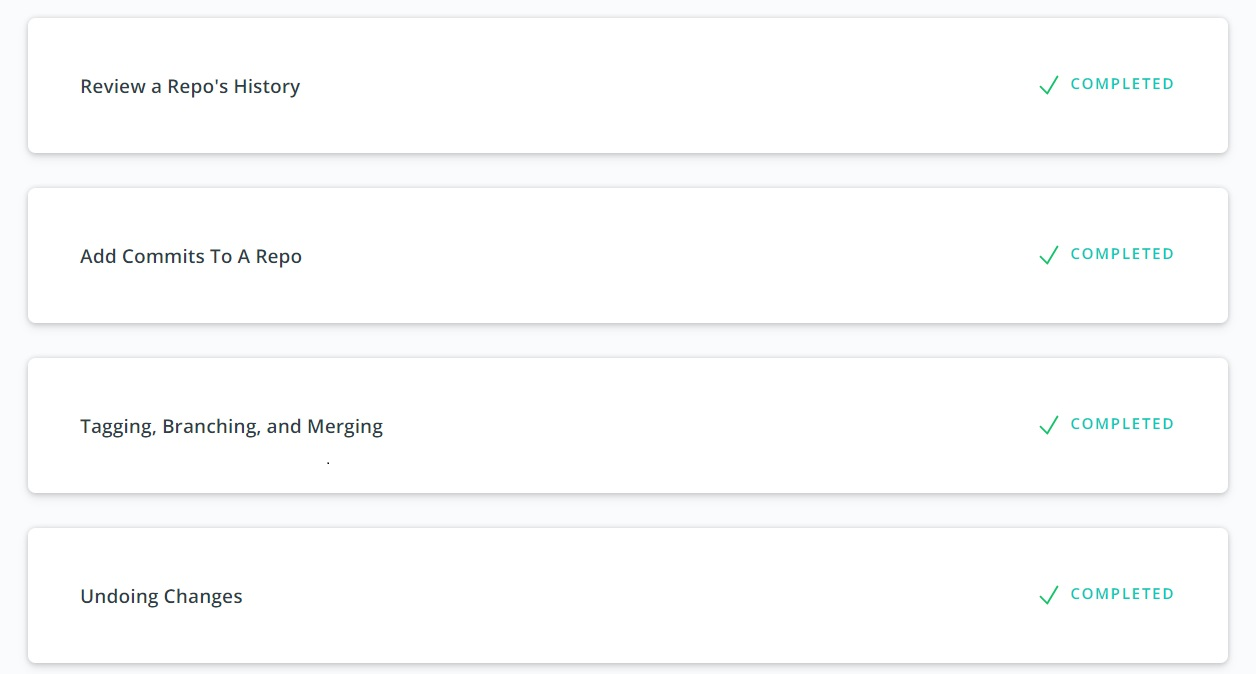 Review a Repo's History
COMPLETED
Add Commits To A Repo
COMPLETED
Tagging, Branching, and Merging
COMPLETED
.
Undoing Changes
COMPLETED